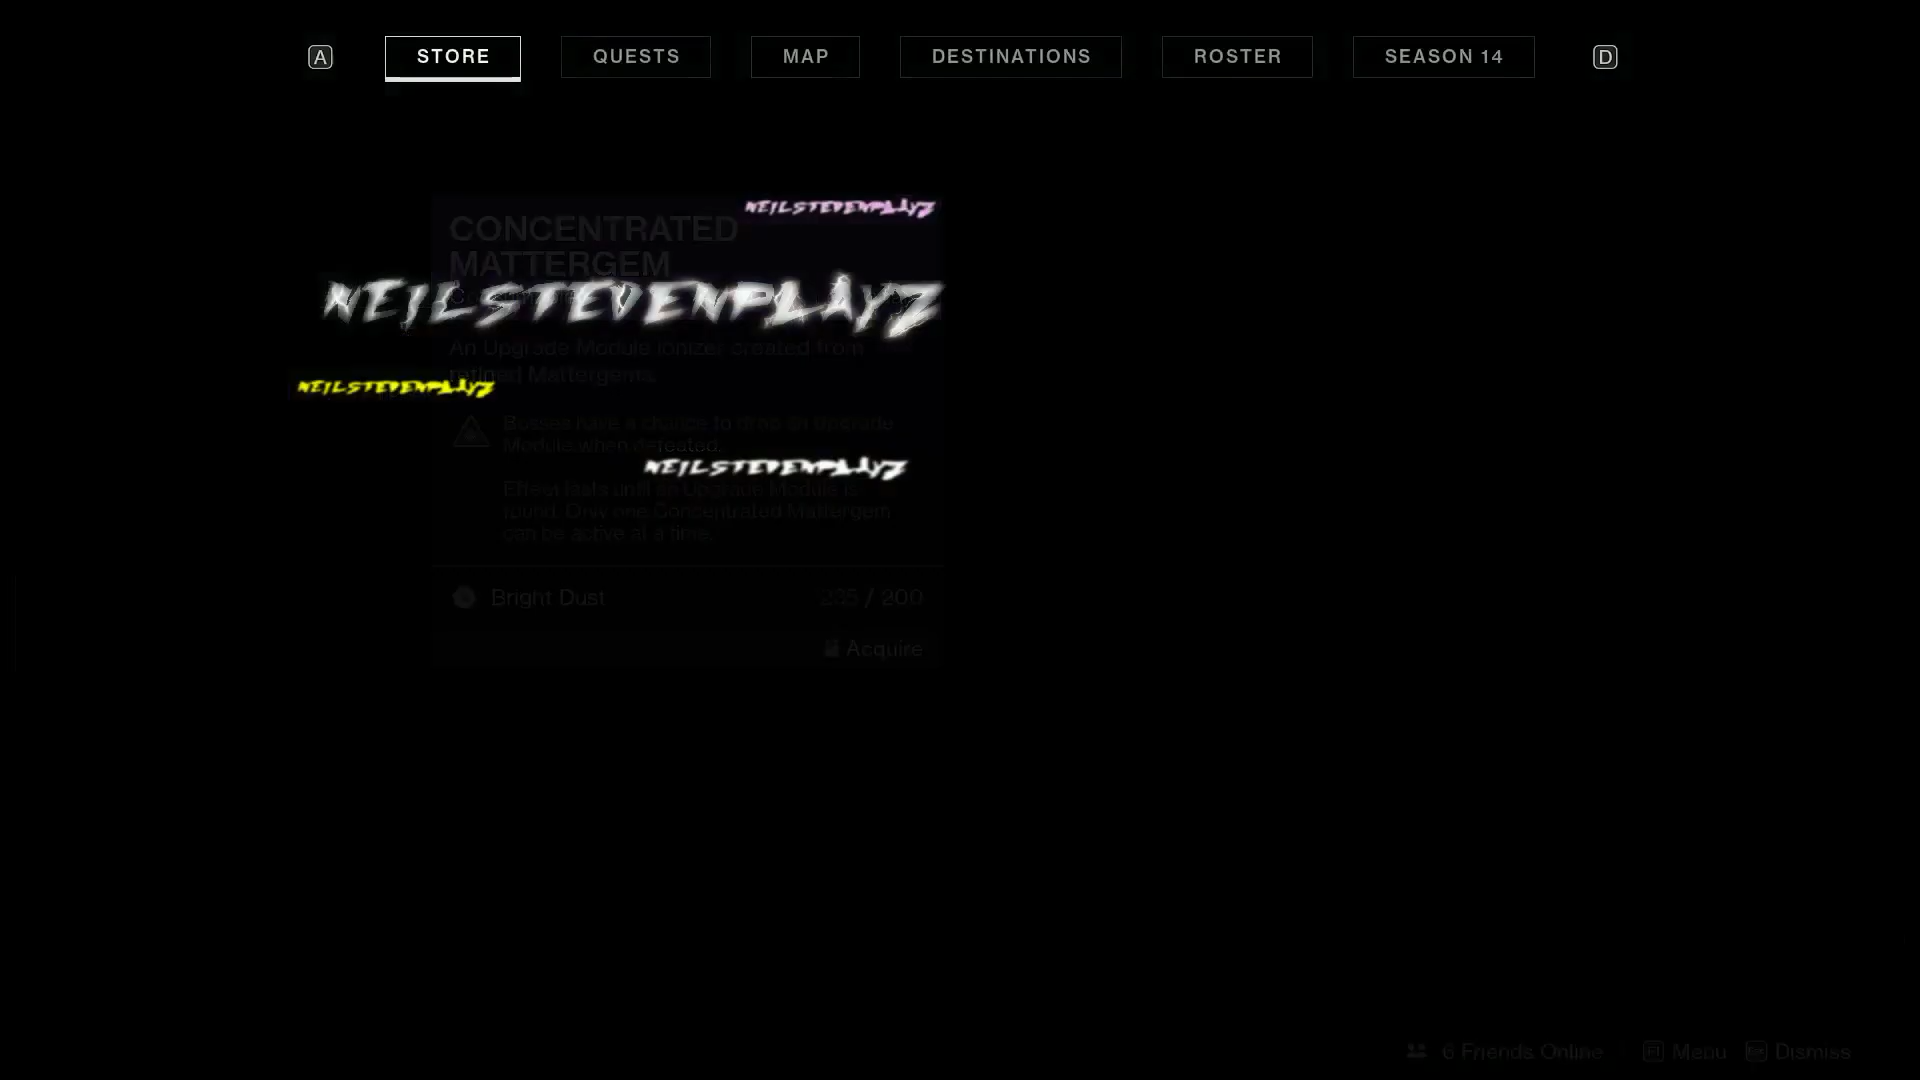 A STORE QUESTS MAP DESTINATIONS ROSTER SEASON 14 D
NEILSTEVENPLAYZ
CONCENTRATED
MATTERGEM
NEILSTEVENPLAYZ
An Upgrade Module ionizer created from
refined Mattergems.
NEILSTEVENPLAYZ
Bosses have a chance to drop an Upgrade
Module when defeated.
NEILSTEVENPLAYZ
Effect lasts until an Upgrade Module is
found. Only one Concentrated Mattergem
can be active at a time.
Bright Dust / 200
Acquire
6 Friends Online F1 Menu Dismiss